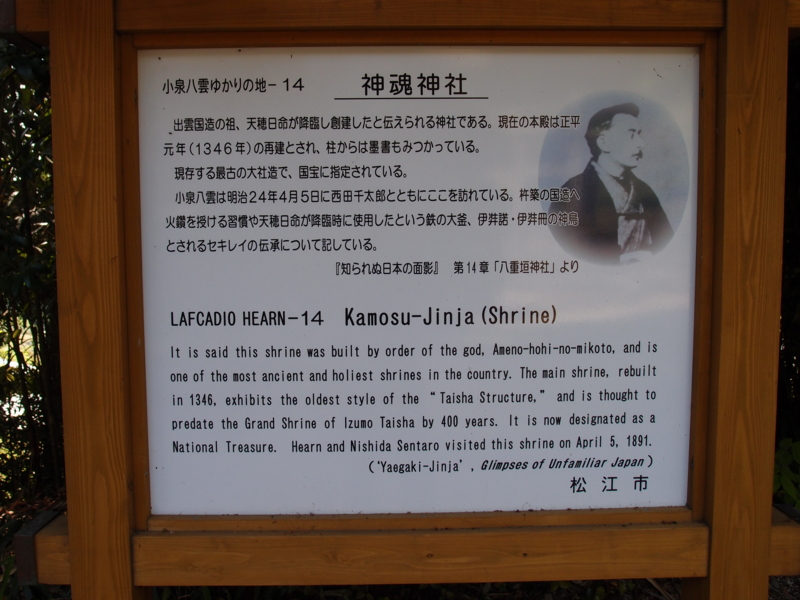 小泉八雲ゆかりの地－14 神魂神社
出雲国造の祖、天穂日命が降臨し創建したと伝えられる神社である。現在の本殿は正平
元年(1346年)の再建とされ、柱からは墨書もみつかっている。
現存する最古の大社造で、国宝に指定されている。
小泉八雲は明治24年4月5日に西田千太郎とともにここを訪れている。杵築の国造へ
火鑽を授ける習慣や天穂日命が降臨時に使用したという鉄の大釜、伊弉諾・伊弉冊の神鳥
とされるセキレイの伝承について記している。
『知られぬ日本の面影』 第14章「八重垣神社」より
LAFCADIO HEARN－14 Kamosu-Jinja(Shrine)
It is said this shrine was built by order of the god, Ameno-hohi-no-mikoto, and is
one of the most ancient and holiest shrines in the country. The main shrine, rebuilt
in 1346, exhibits the oldest style of the “Taisha Structure,” and is thought to
predate the Grand Shrine of Izumo Taisha by 400 years. It is now designated as a
National Treasure. Hearn and Nishida Sentaro visited this shrine on April 5, 1891.
(‘Yaegaki-Jinja’, Glimpses of Unfamiliar Japan)
松江市